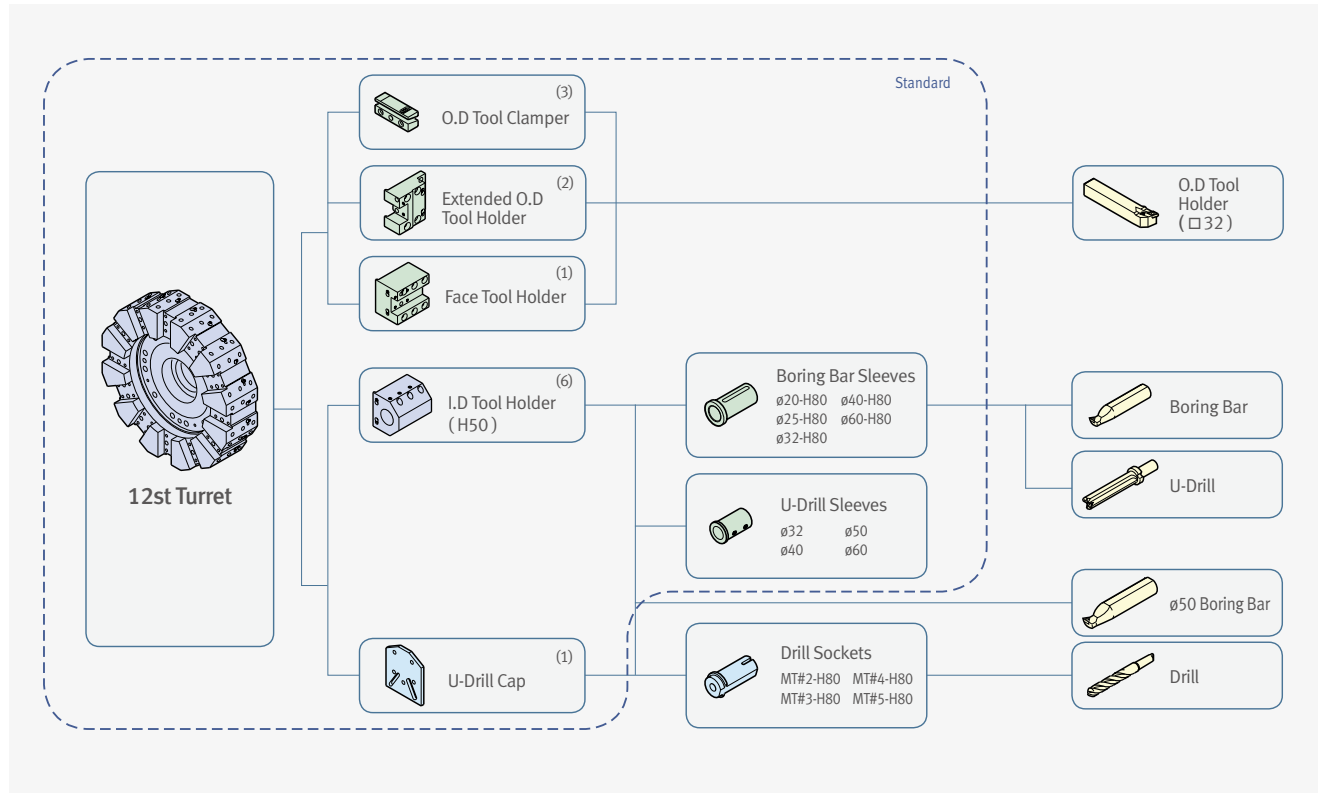 Standard
12st Turret
(3)
O.D Tool Clamper
(2)
Extended O.D
Tool Holder
(1)
Face Tool Holder
(6)
I.D Tool Holder
( H50 )
(1)
U-Drill Cap
Boring Bar Sleeves
ø20-H80 ø40-H80
ø25-H80 ø60-H80
ø32-H80
U-Drill Sleeves
ø32 ø50
ø40 ø60
Drill Sockets
MT#2-H80 MT#4-H80
MT#3-H80 MT#5-H80
O.D Tool
Holder
( □ 32 )
Boring Bar
U-Drill
ø50 Boring Bar
Drill